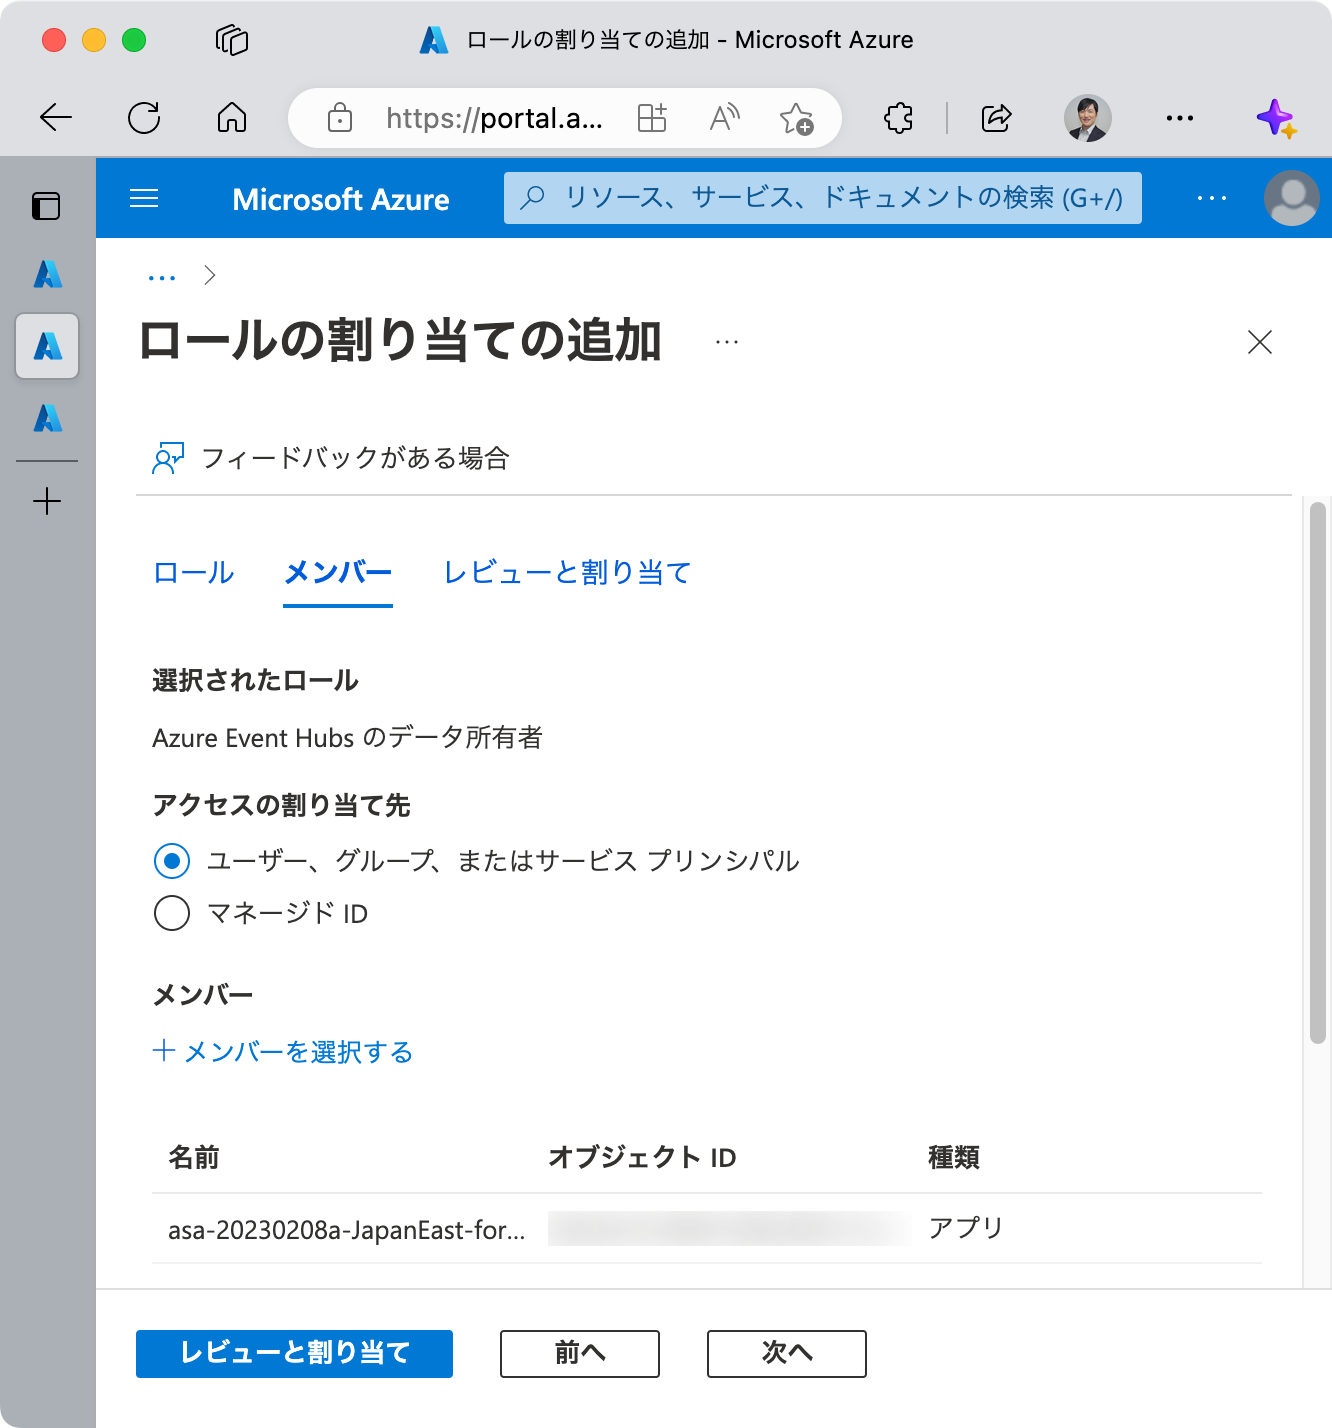 ロールの割り当ての追加 - Microsoft Azure
https://portal.a...
Microsoft Azure
リソース、サービス、ドキュメントの検索 (G+/)
ロールの割り当ての追加
フィードバックがある場合
ロール メンバー レビューと割り当て
選択されたロール
Azure Event Hubs のデータ所有者
アクセスの割り当て先
ユーザー、グループ、またはサービス プリンシパル
マネージド ID
メンバー
メンバーを選択する
名前 オブジェクト ID 種類
asa-20230208a-JapanEast-for... アプリ
レビューと割り当て 前へ 次へ